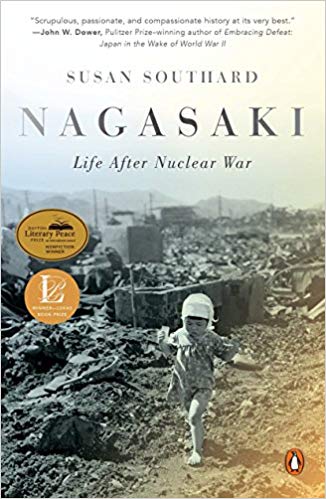 "Scrupulous, passionate, and compassionate history at its very best."
—John W. Dower, Pulitzer Prize–winning author of Embracing Defeat:
Japan in the Wake of World War II
SUSAN SOUTHARD
NAGASAKI
Life After Nuclear War
DAYTON
Literary Peace
PRIZE
NONFICTION
WINNER
L
WINNER
LUKAS
BOOK PRIZE